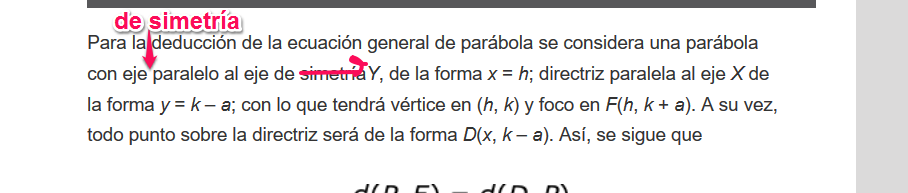 de simetría
Para la deducción de la ecuación general de parábola se considera una parábola
con eje paralelo al eje de simetría Y, de la forma x = h; directriz paralela al eje X de
la forma y = k – a; con lo que tendrá vértice en (h, k) y foco en F(h, k + a). A su vez,
todo punto sobre la directriz será de la forma D(x, k – a). Así, se sigue que
d(P, F) = d(D, P)